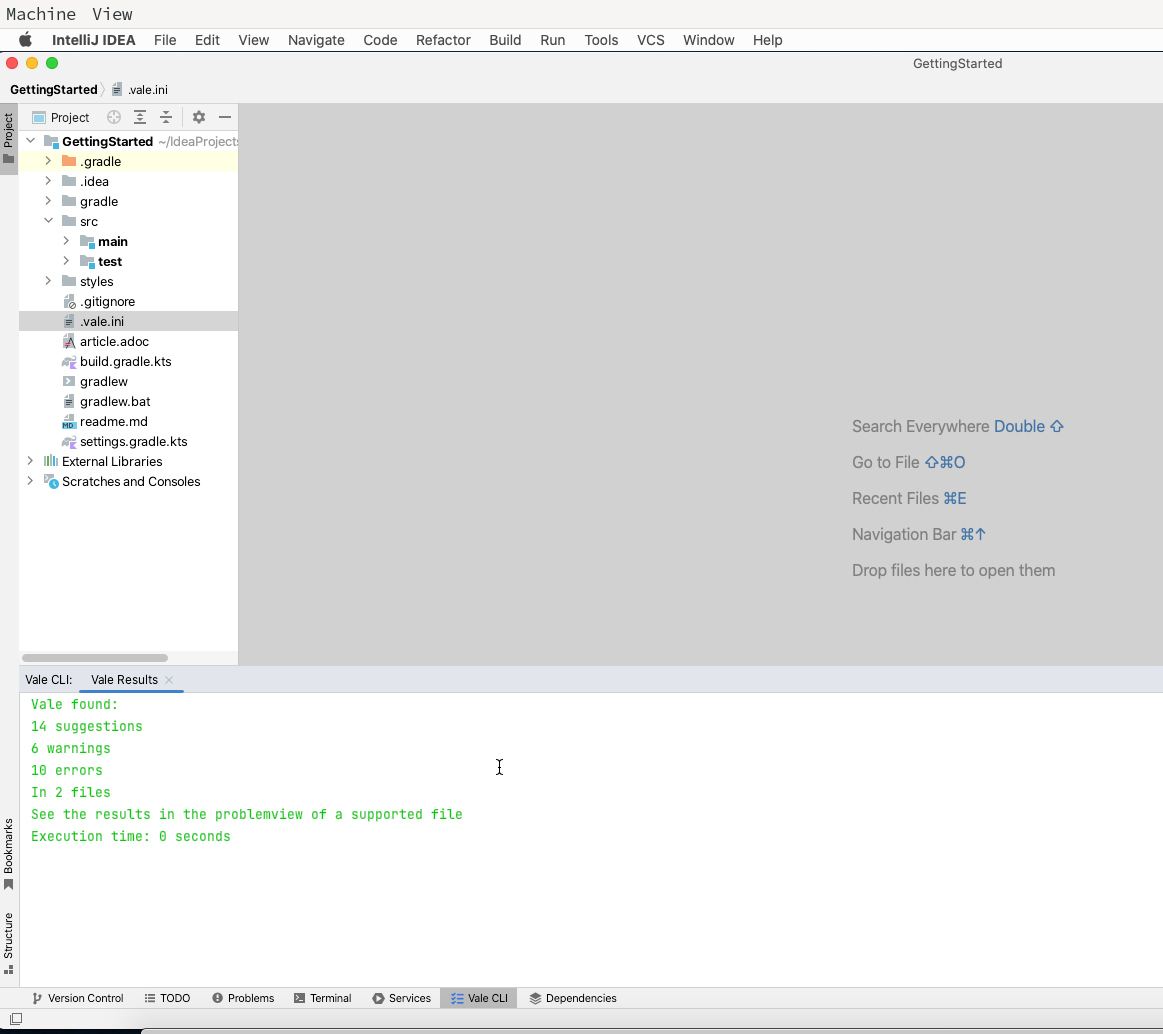 Machine View
IntelliJ IDEA File Edit View Navigate Code Refactor Build Run Tools VCS Window Help
GettingStarted
GettingStarted .vale.ini
Project
Project
GettingStarted ~/IdeaProjects
.gradle
.idea
gradle
src
main
test
styles
.gitignore
.vale.ini
article.adoc
build.gradle.kts
gradlew
gradlew.bat
readme.md
settings.gradle.kts
External Libraries
Scratches and Consoles
Search Everywhere Double ⇧
Go to File ⇧⌘O
Recent Files ⌘E
Navigation Bar ⌘↑
Drop files here to open them
Vale CLI: Vale Results
Vale found:
14 suggestions
6 warnings
10 errors
In 2 files
See the results in the problemview of a supported file
Execution time: 0 seconds
Bookmarks
Structure
Version Control TODO Problems Terminal Services Vale CLI Dependencies